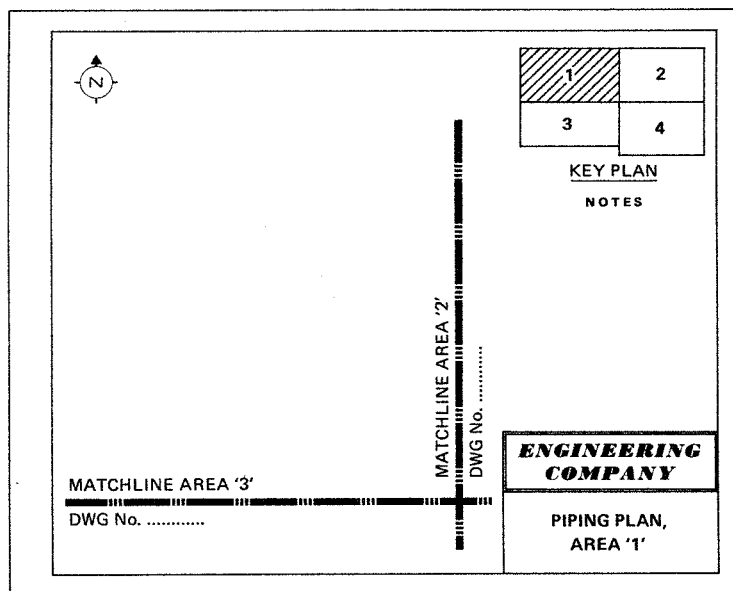 N
1
2
3
4
KEY PLAN
NOTES
MATCHLINE AREA '2'
DWG No. ............
MATCHLINE AREA '3'
DWG No. ............
ENGINEERING
COMPANY
PIPING PLAN,
AREA '1'